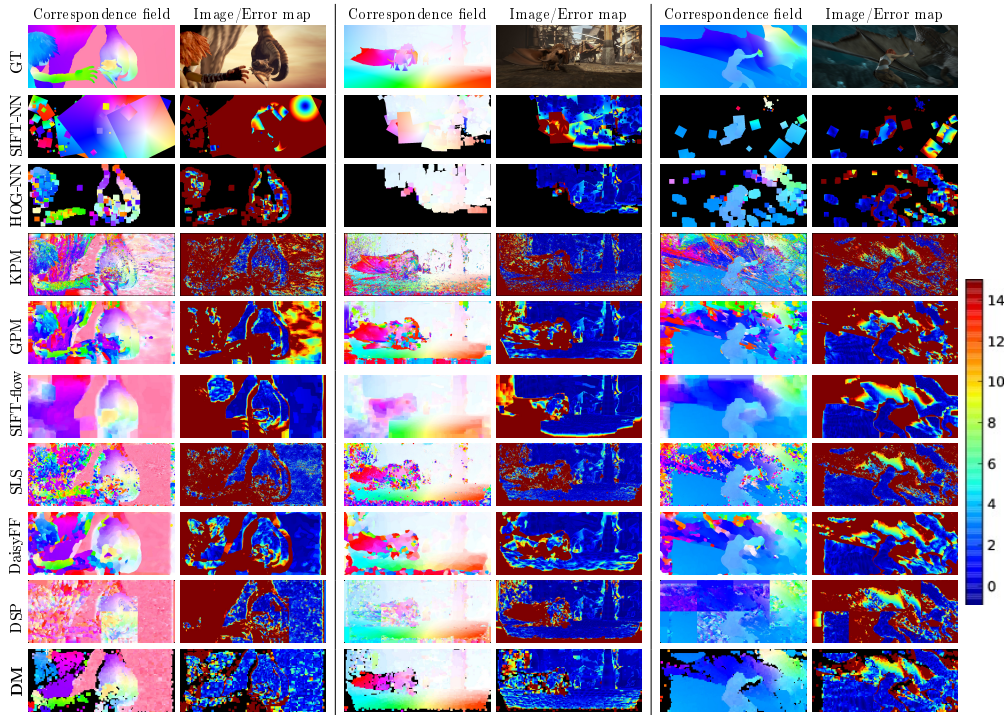 Correspondence field Image/Error map Correspondence field Image/Error map Correspondence field Image/Error map
GT
SIFT-NN
HOG-NN
KPM
GPM
SIFT-flow
SLS
DaisyFF
DSP
DM
14
12
10
8
6
4
2
0